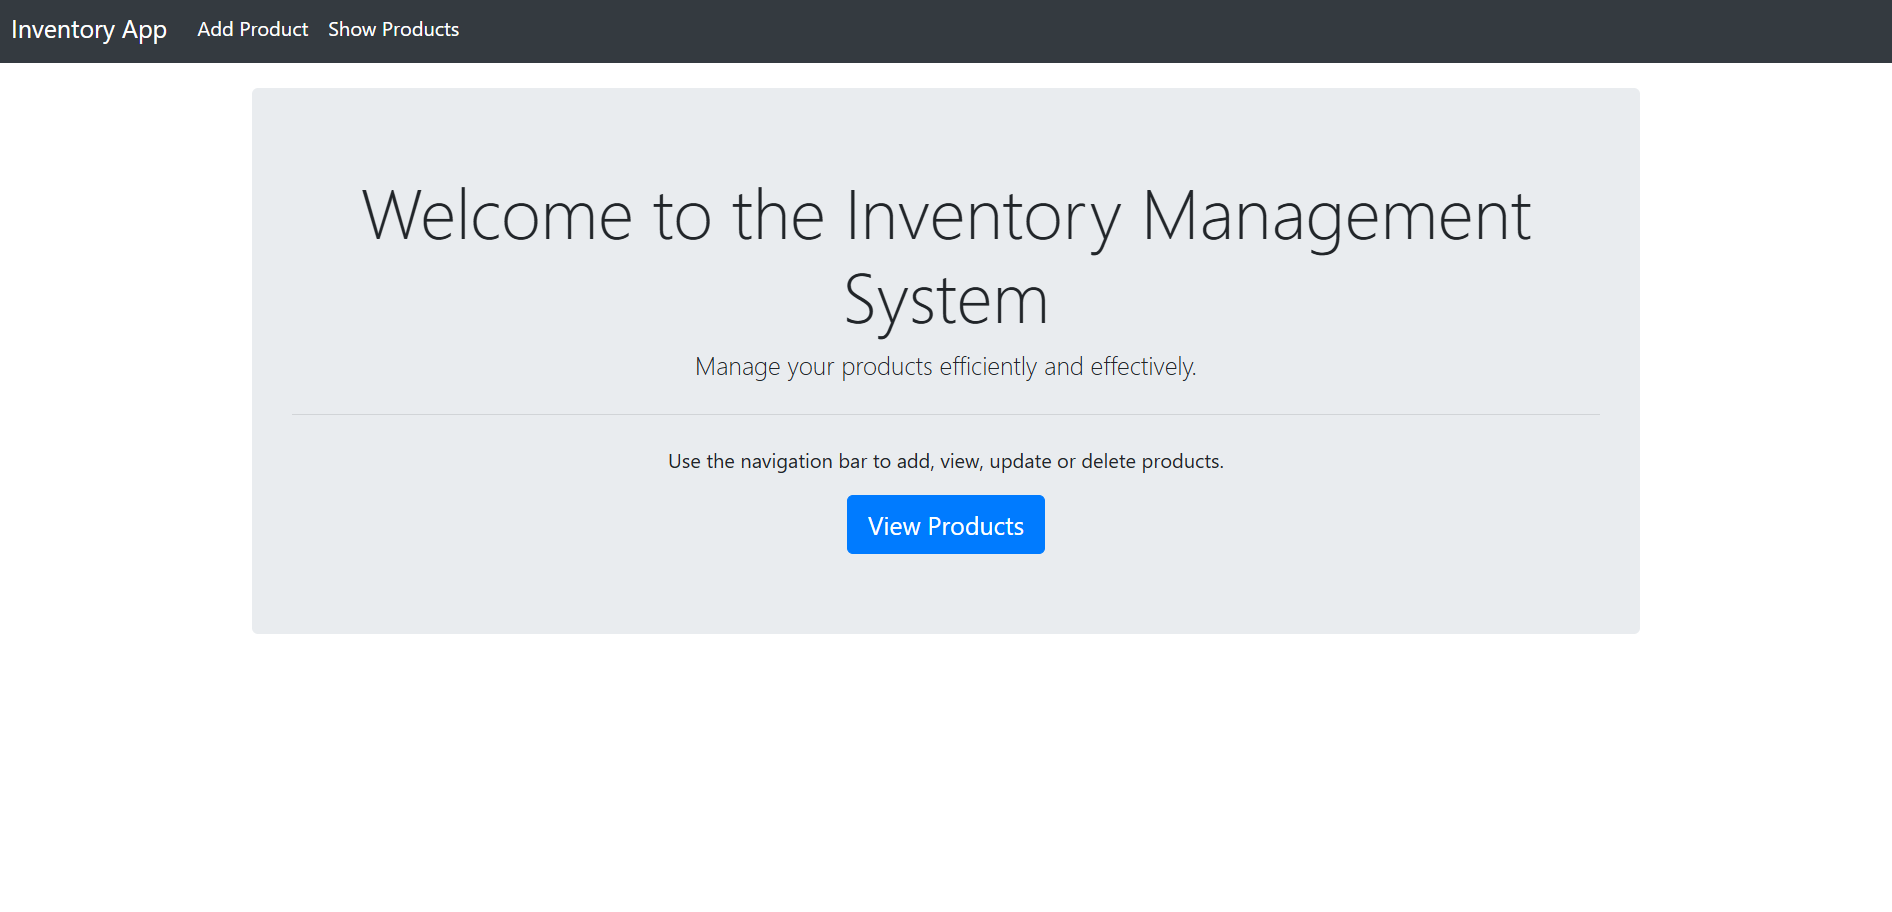 Inventory App Add Product Show Products
Welcome to the Inventory Management
System
Manage your products efficiently and effectively.
Use the navigation bar to add, view, update or delete products.
View Products